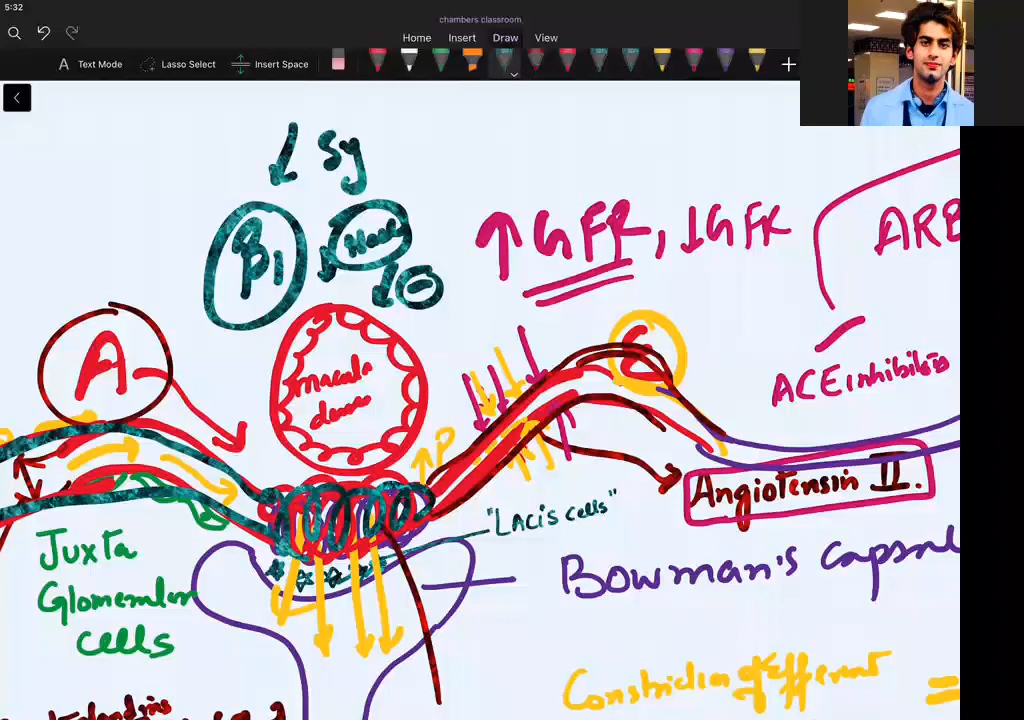 5:32
chambers classroom
Home Insert Draw View
Text Mode Lasso Select Insert Space
↓ Sy
β1
↑GFR, ↓GFR
ARB
A
macula
densa
E
ACE inhibitors
P
Angiotensin II.
"Lacis cells"
Juxta
Glomerular
cells
Bowman's capsul
Constriction of efferent =